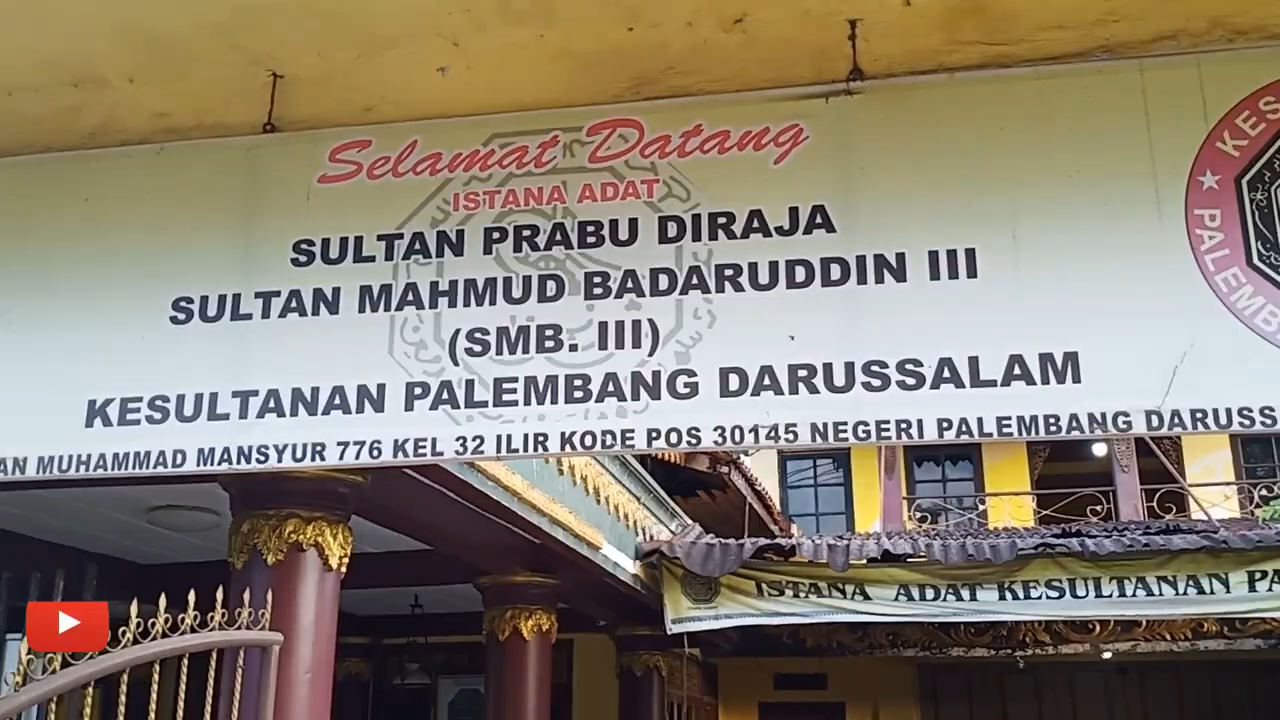 Selamat Datang
ISTANA ADAT
SULTAN PRABU DIRAJA
SULTAN MAHMUD BADARUDDIN III
(SMB. III)
KESULTANAN PALEMBANG DARUSSALAM
MUHAMMAD MANSYUR 776 KEL 32 ILIR KODE POS 30145 NEGERI PALEMBANG
ISTANA ADAT KESULTANAN